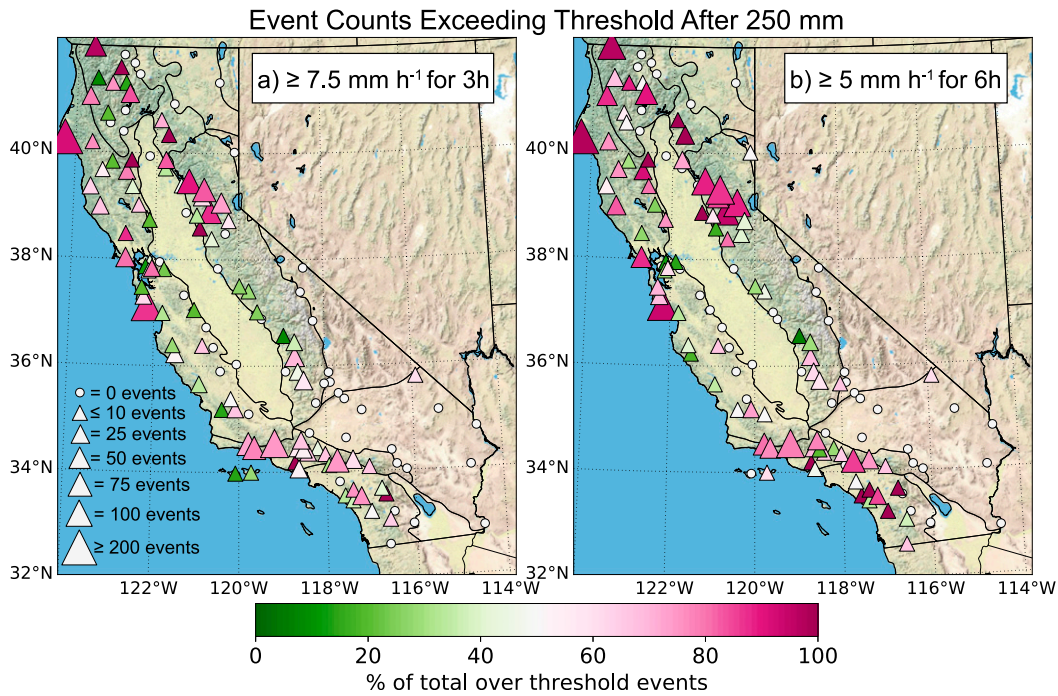 Event Counts Exceeding Threshold After 250 mm
a) ≥ 7.5 mm h⁻¹ for 3h
b) ≥ 5 mm h⁻¹ for 6h
40°N
40°N
38°N
38°N
36°N
36°N
34°N
34°N
32°N
32°N
= 0 events
≤ 10 events
= 25 events
= 50 events
= 75 events
= 100 events
≥ 200 events
122°W 120°W 118°W 116°W 114°W
122°W 120°W 118°W 116°W 114°W
0 20 40 60 80 100
% of total over threshold events